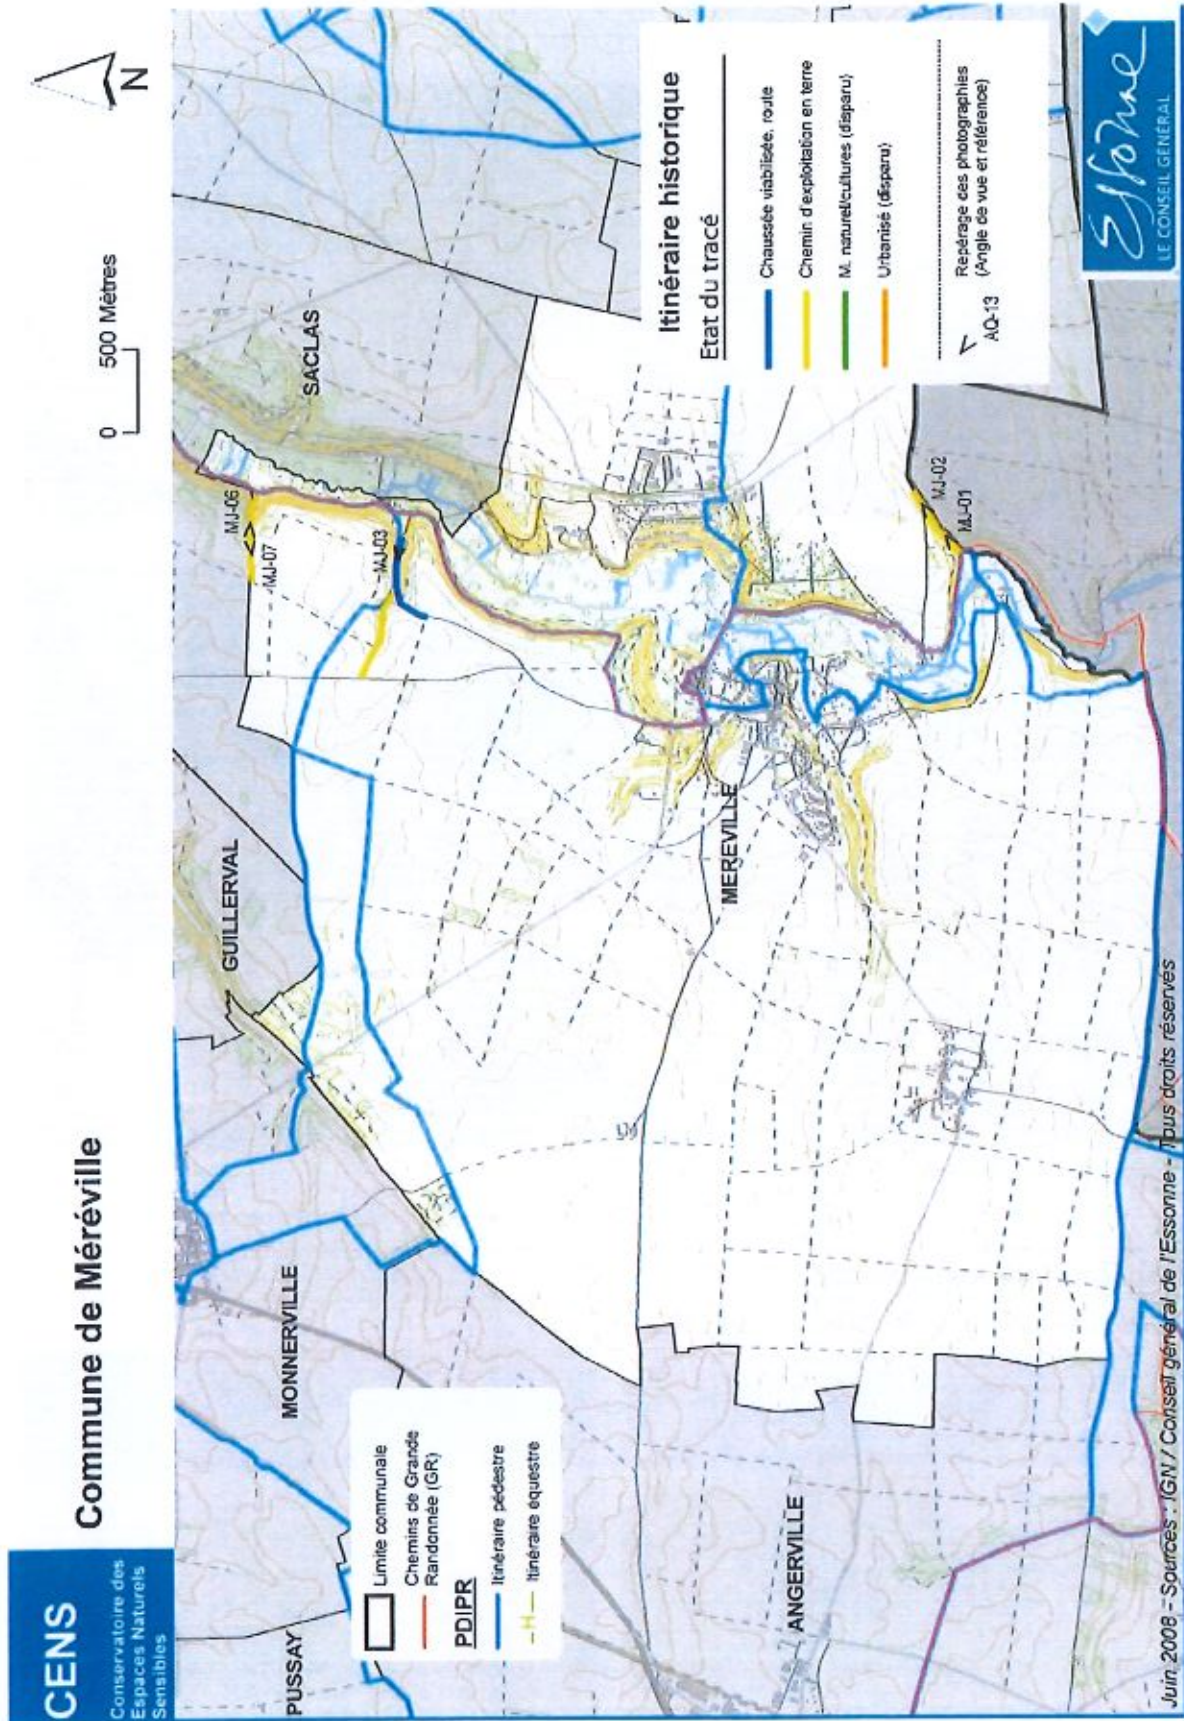 CENS
Conservatoire des
Espaces Naturels
Sensibles
Commune de Méréville
0 500 Mètres
N
PUSSAY
MONNERVILLE
GUILLERVAL
SACLAS
MJ-06
MJ-07
MJ-03
Limite communale
Chemins de Grande
Randonnée (GR)
PDIPR
Itinéraire pédestre
-H- Itinéraire équestre
ANGERVILLE
MEREVILLE
MJ-02
MJ-01
Itinéraire historique
Etat du tracé
Chaussée viabilisée, route
Chemin d'exploitation en terre
M. naturel/cultures (disparu)
Urbanisé (disparu)
Repérage des photographies
(Angle de vue et référence)
AQ-13
Essonne
LE CONSEIL GÉNÉRAL
Juin 2008 - Sources : IGN / Conseil général de l'Essonne - Tous droits réservés